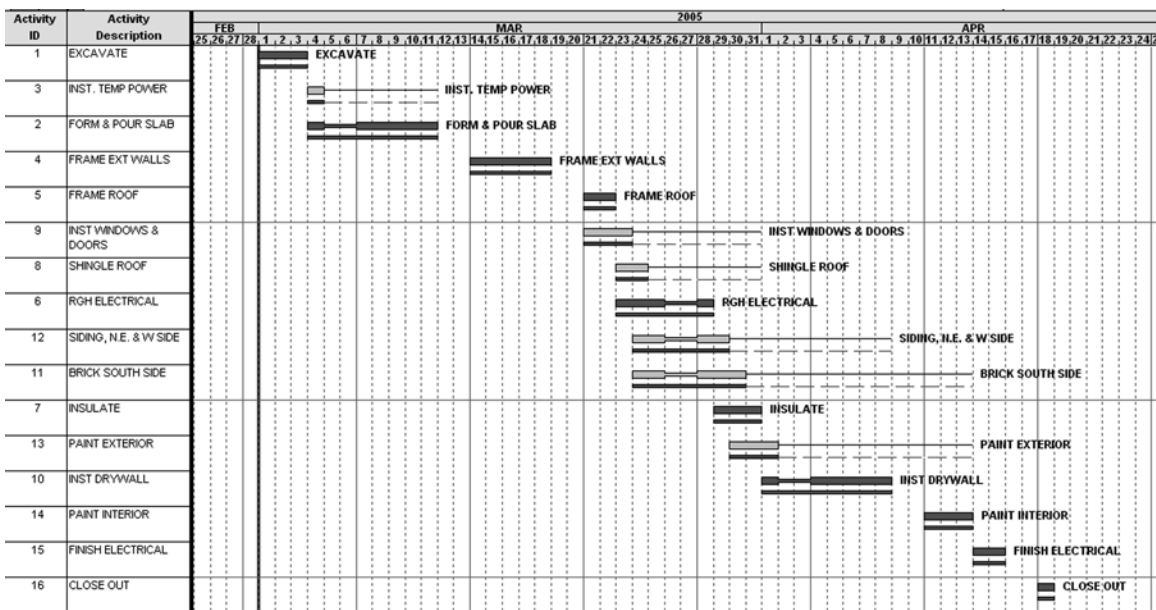 Activity Activity 2005
ID Description FEB MAR APR
25,26,27 28, 1 , 2 , 3 4 , 5 , 6 7 , 8 , 9 ,10,11,12,13 14,15,16,17,18,19,20 21,22,23,24,25,26,27 28,29,30,31 1 , 2 , 3 4 , 5 , 6 , 7 , 8 , 9 ,10 11,12,13,14,15,16,17 18,19,20,21,22,23,24
1 EXCAVATE EXCAVATE
3 INST. TEMP POWER INST. TEMP POWER
2 FORM & POUR SLAB FORM & POUR SLAB
4 FRAME EXT WALLS FRAME EXT WALLS
5 FRAME ROOF FRAME ROOF
9 INST WINDOWS & INST WINDOWS & DOORS
DOORS
8 SHINGLE ROOF SHINGLE ROOF
6 RGH ELECTRICAL RGH ELECTRICAL
12 SIDING, N.E. & W SIDE SIDING, N.E. & W SIDE
11 BRICK SOUTH SIDE BRICK SOUTH SIDE
7 INSULATE INSULATE
13 PAINT EXTERIOR PAINT EXTERIOR
10 INST DRYWALL INST DRYWALL
14 PAINT INTERIOR PAINT INTERIOR
15 FINISH ELECTRICAL FINISH ELECTRICAL
16 CLOSE OUT CLOSE OUT